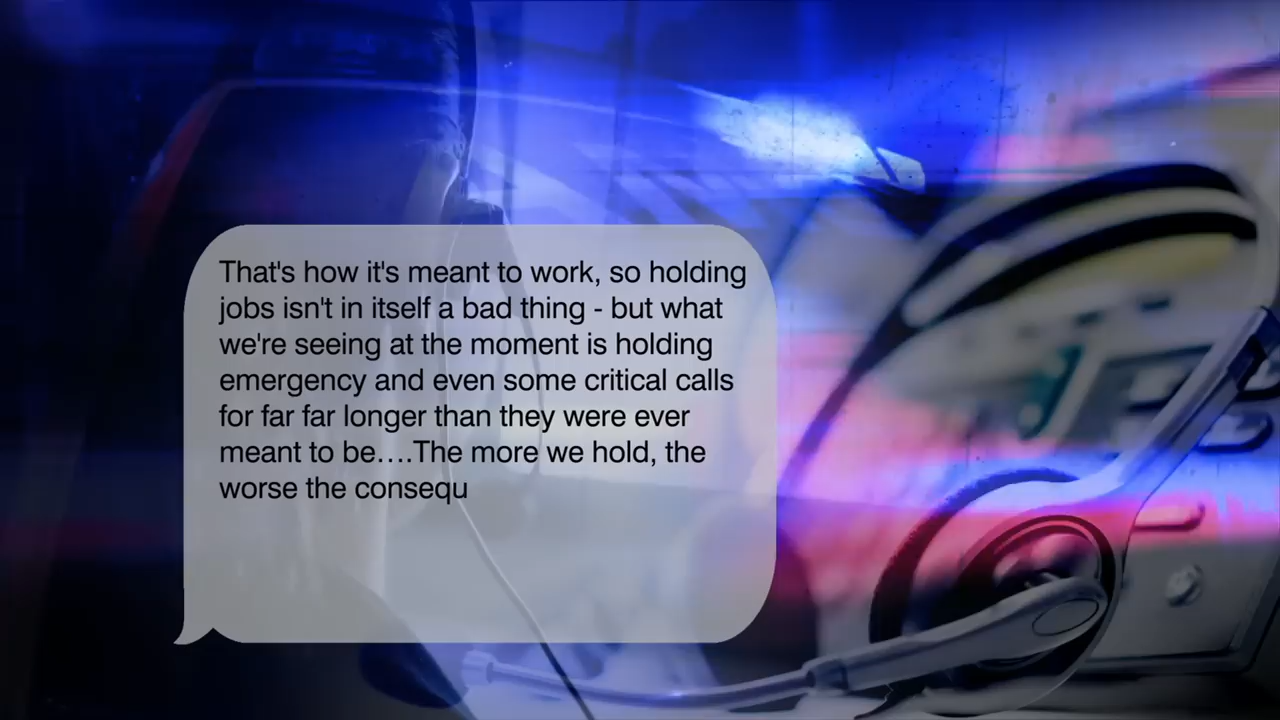 That's how it's meant to work, so holding
jobs isn't in itself a bad thing - but what
we're seeing at the moment is holding
emergency and even some critical calls
for far far longer than they were ever
meant to be….The more we hold, the
worse the consequ